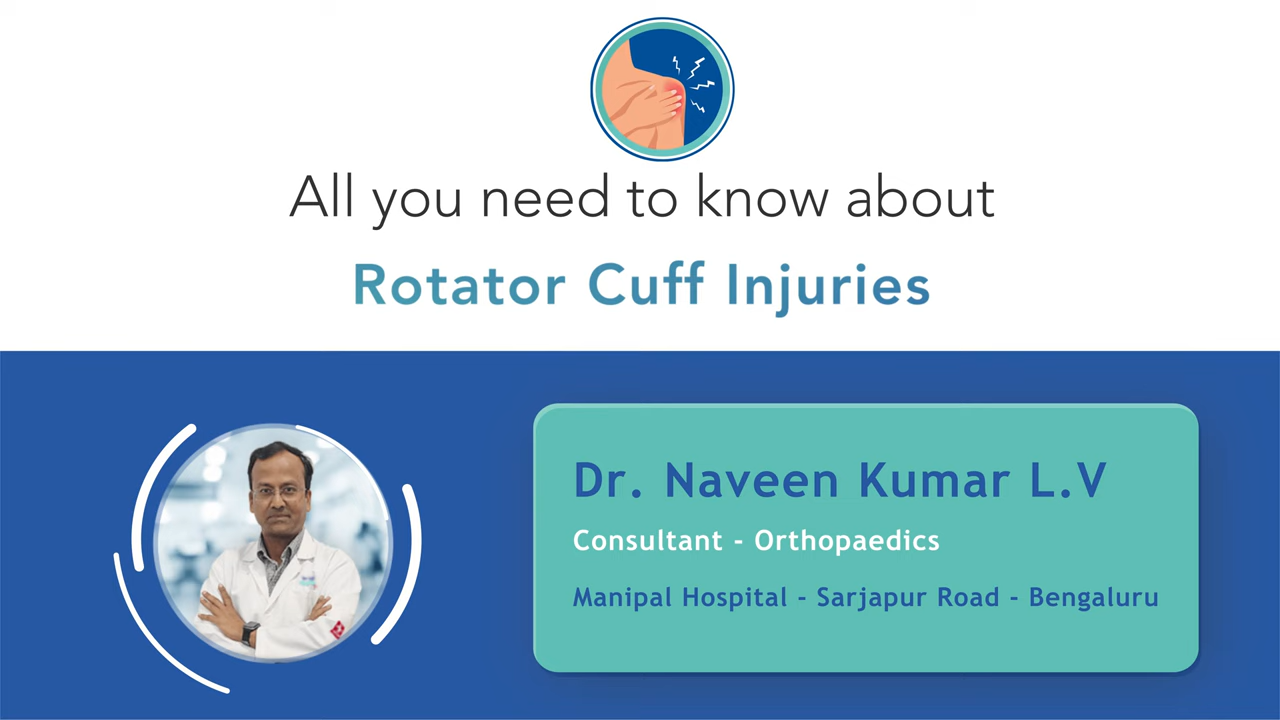 All you need to know about
Rotator Cuff Injuries
Dr. Naveen Kumar L.V
Consultant - Orthopaedics
Manipal Hospital - Sarjapur Road - Bengaluru